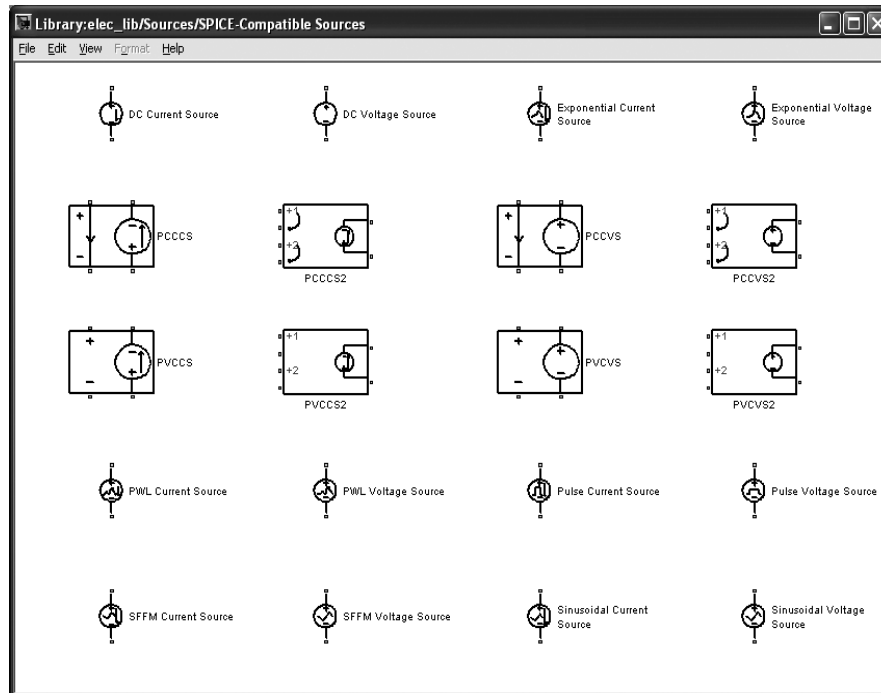 Library:elec_lib/Sources/SPICE-Compatible Sources
File Edit View Format Help
DC Current Source
DC Voltage Source
Exponential Current
Source
Exponential Voltage
Source
+
-
-
+
PCCCS
+1
+2
PCCCS2
+
-
+
-
PCCVS
+1
+2
PCCVS2
+
-
-
+
PVCCS
+1
+2
PVCCS2
+
-
+
-
PVCVS
+1
+2
PVCVS2
PWL Current Source
PWL Voltage Source
Pulse Current Source
Pulse Voltage Source
SFFM Current Source
SFFM Voltage Source
Sinusoidal Current
Source
Sinusoidal Voltage
Source